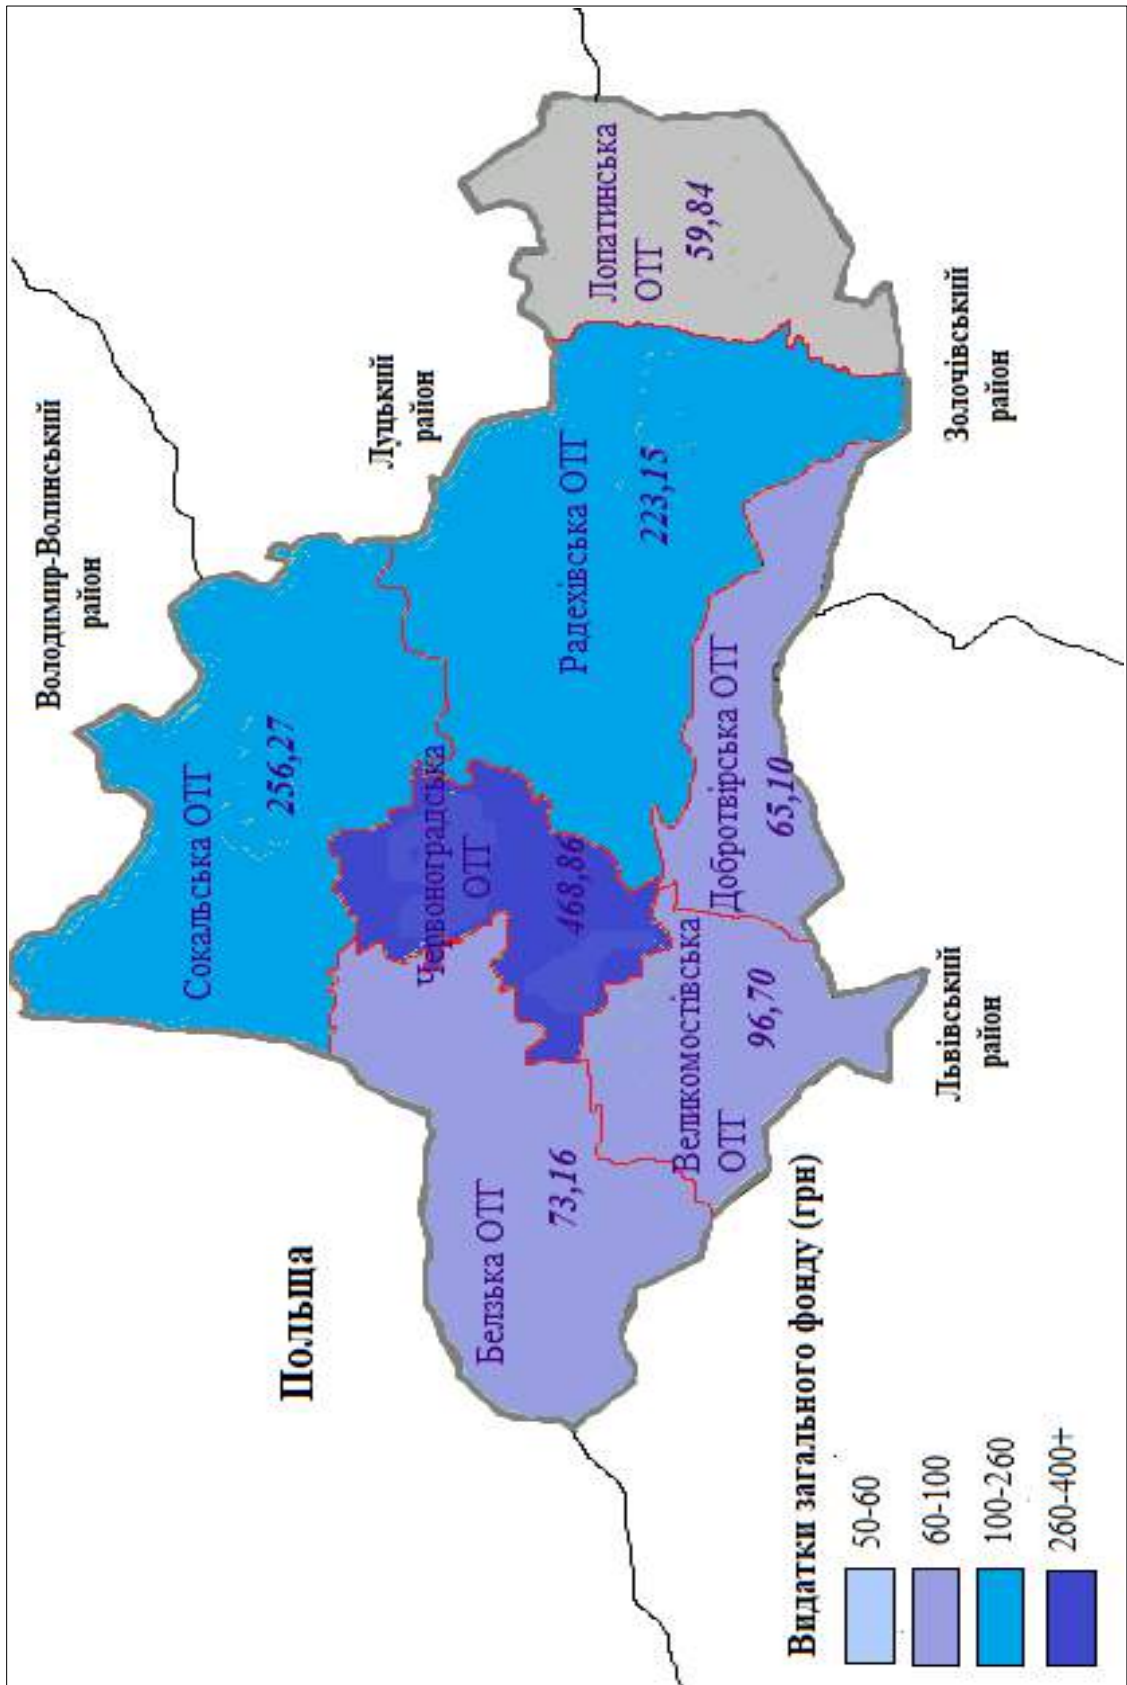 Володимир-Волинський
район
Луцький
район
Польща
Сокальська ОТГ
256,27
Червоноградська
ОТГ
468,86
Радехівська ОТГ
223,15
Лопатинська
ОТГ
59,84
Белзька ОТГ
73,16
Великомостівська
ОТГ
96,70
Добротвірська ОТГ
65,10
Львівський
район
Золочівський
район
Видатки загального фонду (грн)
50-60
60-100
100-260
260-400+